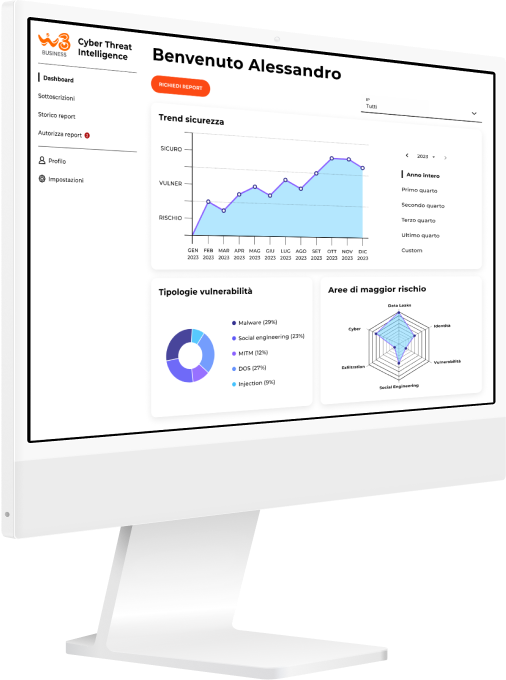 W3
BUSINESS
Cyber Threat
Intelligence
Dashboard
Sottoscrizioni
Storico report
Autorizza report
Profilo
Impostazioni
Benvenuto Alessandro
RICHIEDI REPORT
IP
Tutti
Trend sicurezza
SICURO
VULNER
RISCHIO
GEN FEB MAR APR MAG GIU LUG AGO SET OTT NOV DIC
2023 2023 2023 2023 2023 2023 2023 2023 2023 2023 2023 2023
2023
Anno intero
Primo quarto
Secondo quarto
Terzo quarto
Ultimo quarto
Custom
Tipologie vulnerabilità
Malware (29%)
Social engineering (23%)
MITM (12%)
DOS (27%)
Injection (9%)
Aree di maggior rischio
Data Leaks
Identità
Vulnerabilità
Social Engineering
Cyber